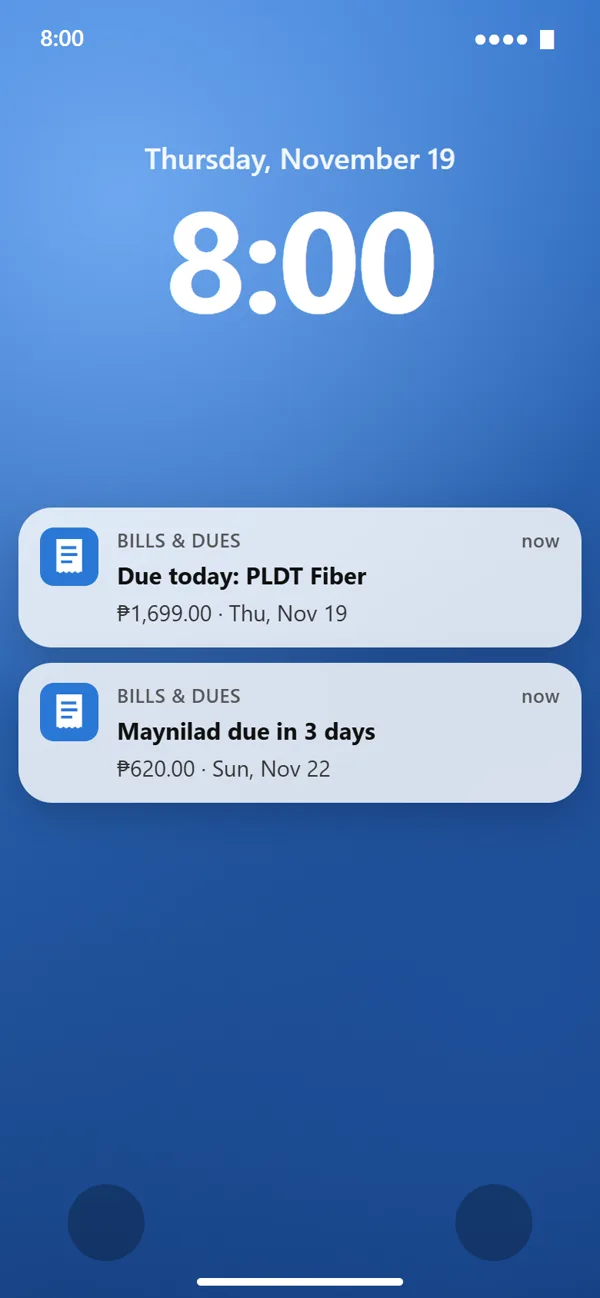 8:00
Thursday, November 19
8:00
BILLS & DUES now
Due today: PLDT Fiber
₱1,699.00 · Thu, Nov 19
BILLS & DUES now
Maynilad due in 3 days
₱620.00 · Sun, Nov 22